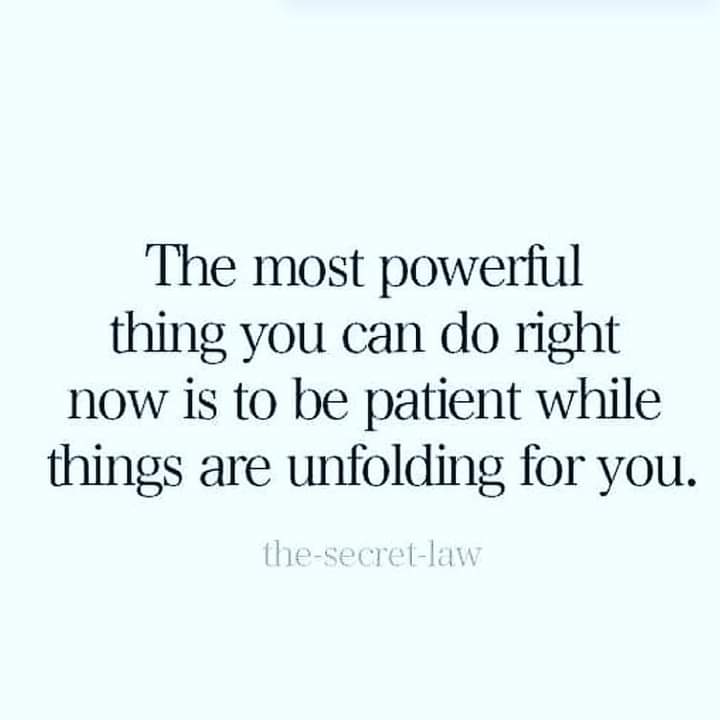 The most powerful
thing you can do right
now is to be patient while
things are unfolding for you.
the-secret-law